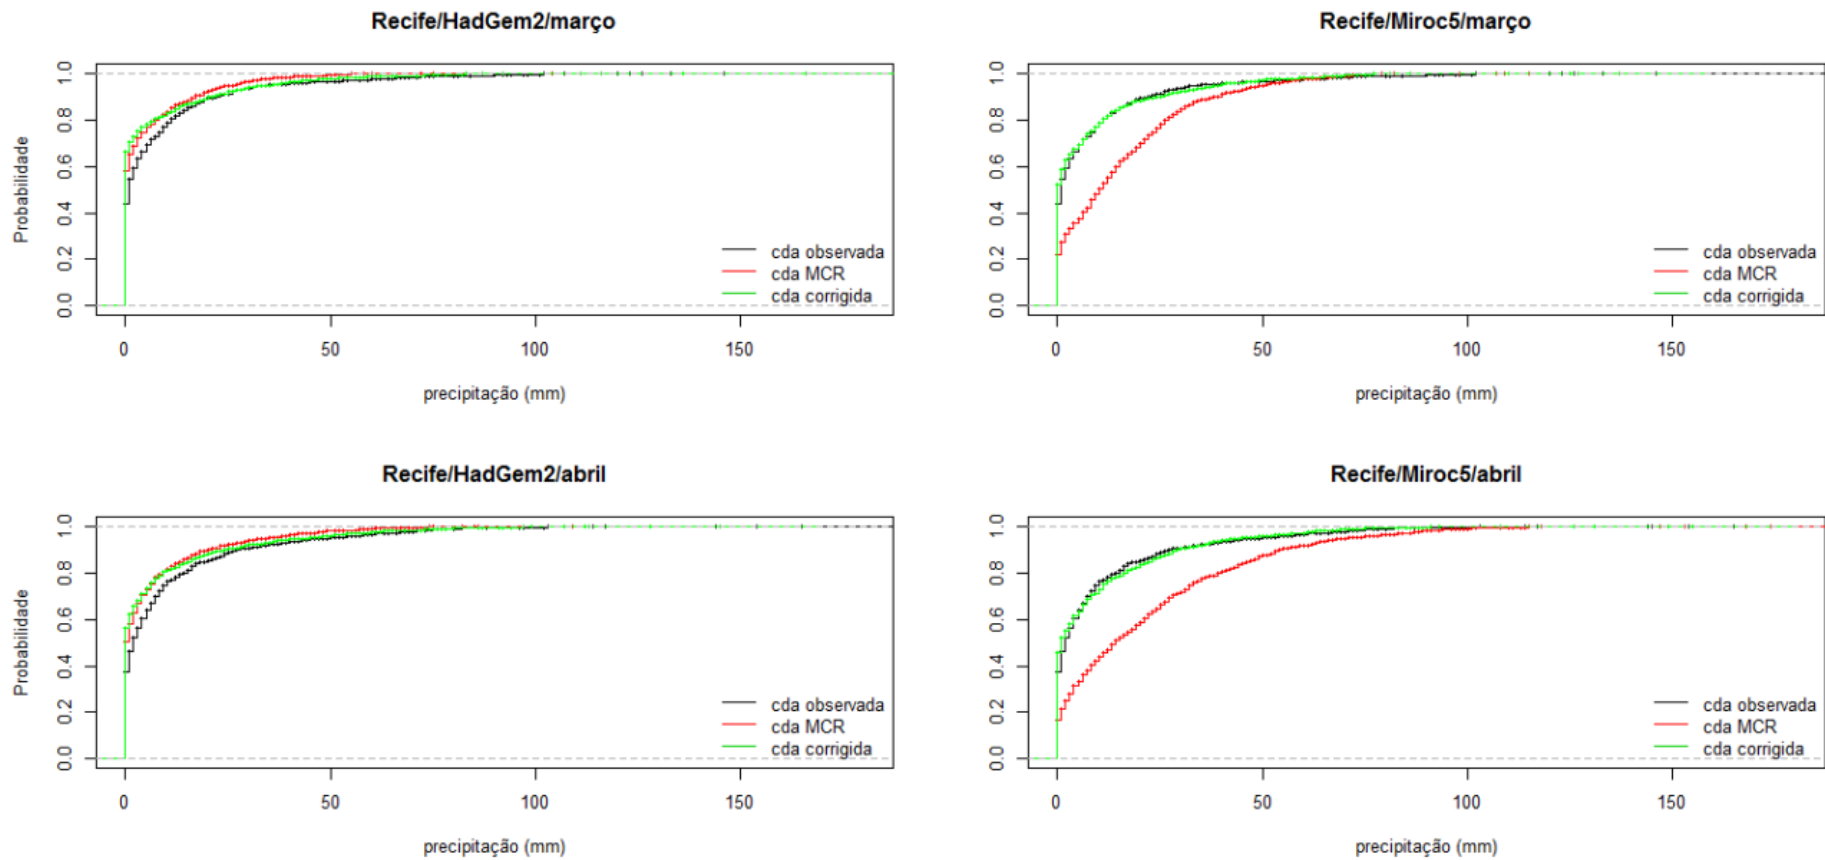 Recife/HadGem2/março
Probabilidade
0.0 0.2 0.4 0.6 0.8 1.0
cda observada
cda MCR
cda corrigida
0 50 100 150
precipitação (mm)
Recife/Miroc5/março
0.0 0.2 0.4 0.6 0.8 1.0
cda observada
cda MCR
cda corrigida
0 50 100 150
precipitação (mm)
Recife/HadGem2/abril
Probabilidade
0.0 0.2 0.4 0.6 0.8 1.0
cda observada
cda MCR
cda corrigida
0 50 100 150
precipitação (mm)
Recife/Miroc5/abril
0.0 0.2 0.4 0.6 0.8 1.0
cda observada
cda MCR
cda corrigida
0 50 100 150
precipitação (mm)